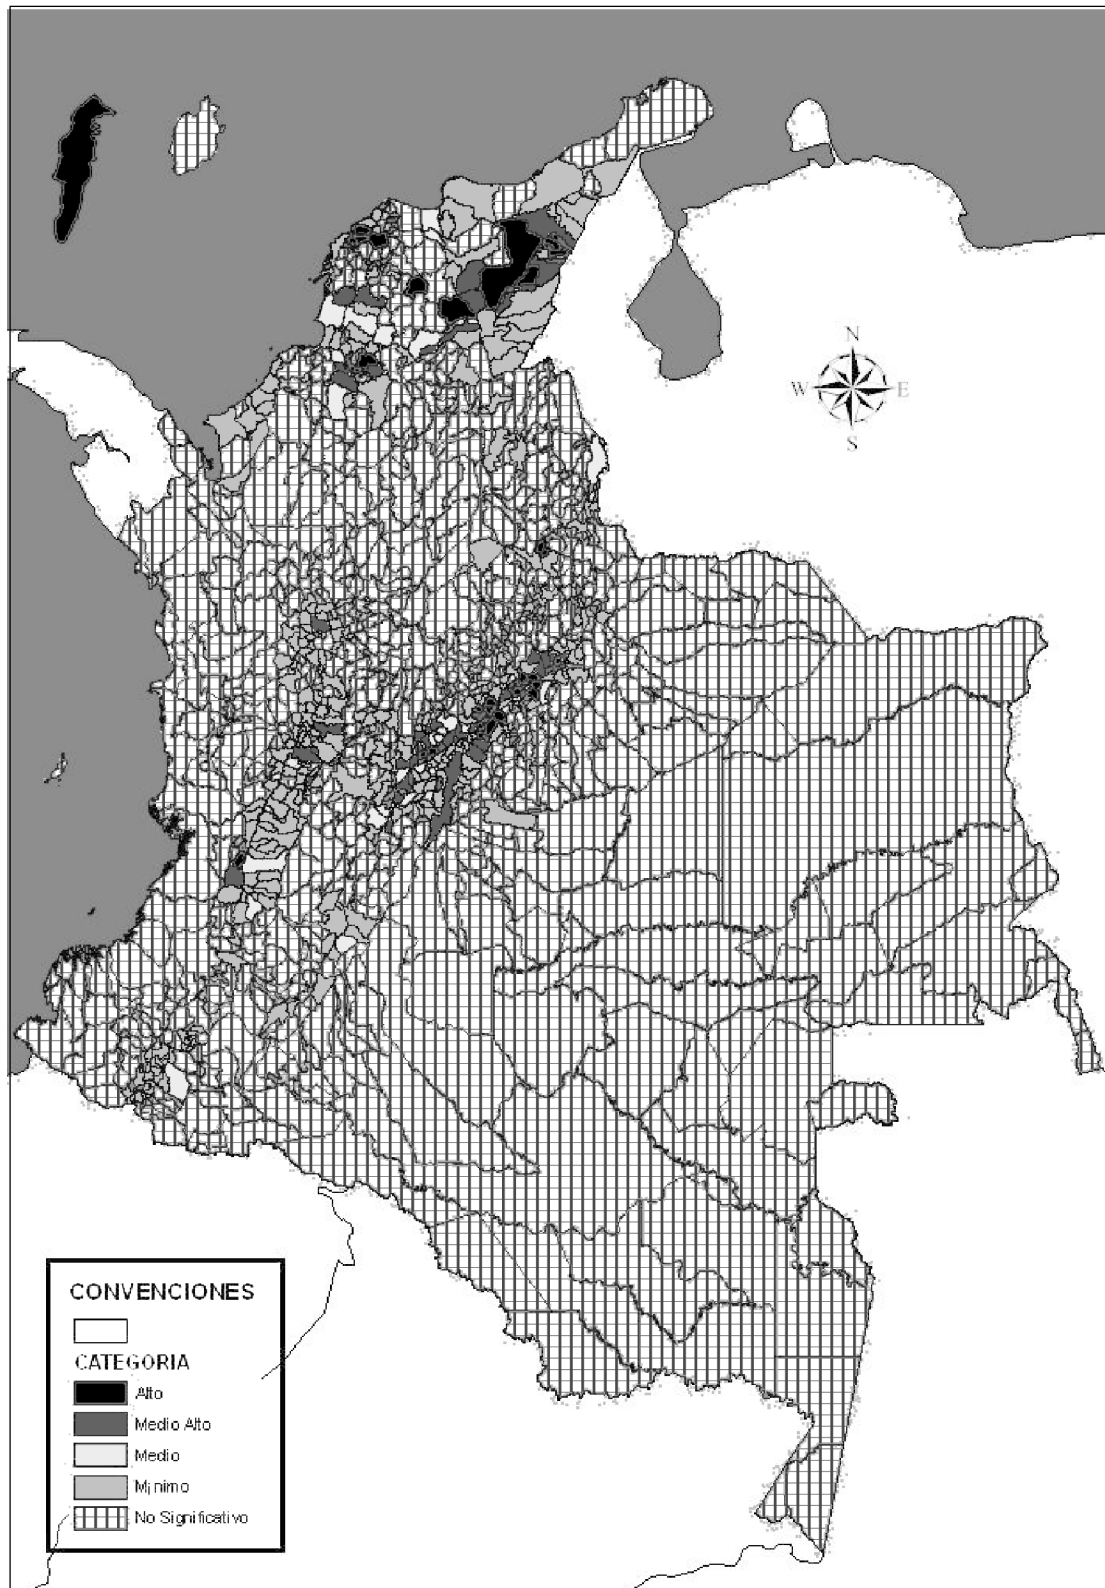 N
W E
S
CONVENCIONES
CATEGORIA
Alto
Medio Alto
Medio
Mínimo
No Significativo